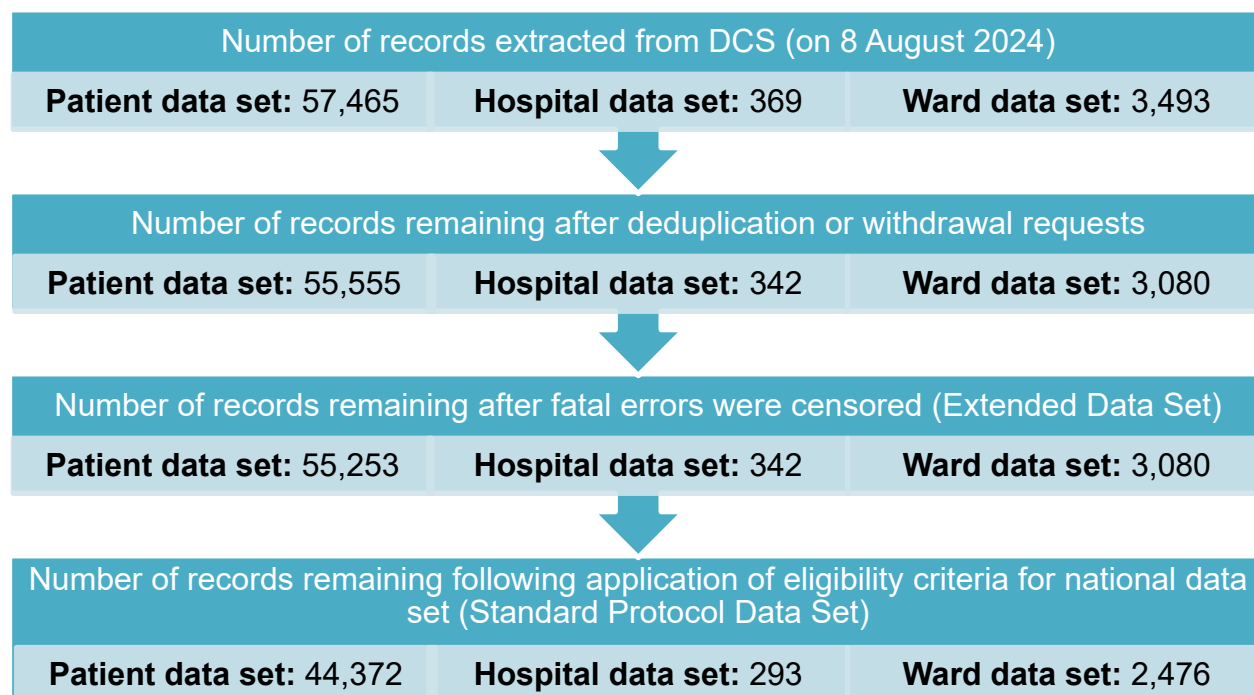 Number of records extracted from DCS (on 8 August 2024)
Patient data set: 57,465 Hospital data set: 369 Ward data set: 3,493
Number of records remaining after deduplication or withdrawal requests
Patient data set: 55,555 Hospital data set: 342 Ward data set: 3,080
Number of records remaining after fatal errors were censored (Extended Data Set)
Patient data set: 55,253 Hospital data set: 342 Ward data set: 3,080
Number of records remaining following application of eligibility criteria for national data
set (Standard Protocol Data Set)
Patient data set: 44,372 Hospital data set: 293 Ward data set: 2,476